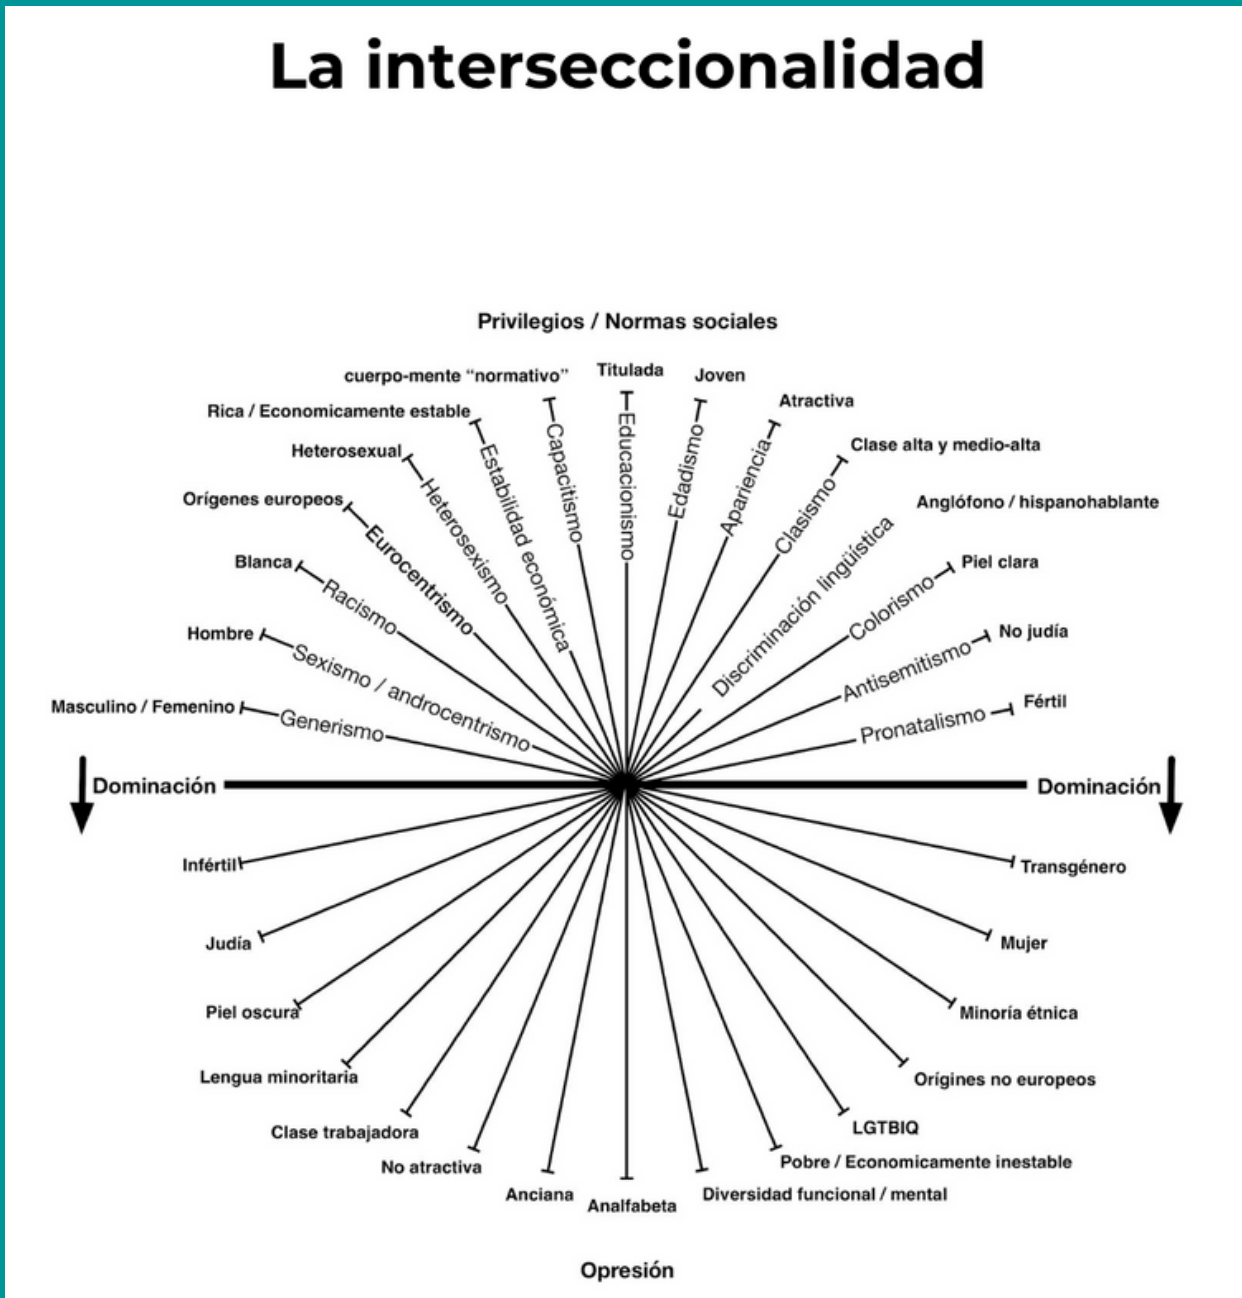 La interseccionalidad
Privilegios / Normas sociales
Titulada
cuerpo-mente “normativo”
Joven
Atractiva
Rica / Economicamente estable
Clase alta y medio-alta
Heterosexual
Orígenes europeos
Anglófono / hispanohablante
Blanca
Piel clara
Hombre
No judía
Masculino / Femenino
Fértil
Generismo
Sexismo / androcentrismo
Racismo
Eurocentrismo
Heterosexismo
Estabilidad económica
Capacitismo
Educacionismo
Edadismo
Apariencia
Clasismo
Discriminación lingüística
Colorismo
Antisemitismo
Pronatalismo
Dominación
Dominación
Infértil
Transgénero
Judía
Mujer
Piel oscura
Minoría étnica
Lengua minoritaria
Orígines no europeos
Clase trabajadora
LGTBIQ
No atractiva
Pobre / Economicamente inestable
Anciana
Diversidad funcional / mental
Analfabeta
Opresión